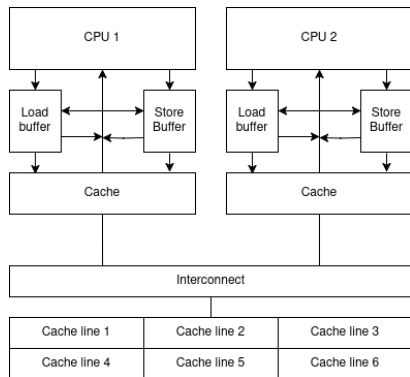 CPU 1
CPU 2
Load
buffer
Store
Buffer
Load
buffer
Store
Buffer
Cache
Cache
Interconnect
Cache line 1
Cache line 2
Cache line 3
Cache line 4
Cache line 5
Cache line 6